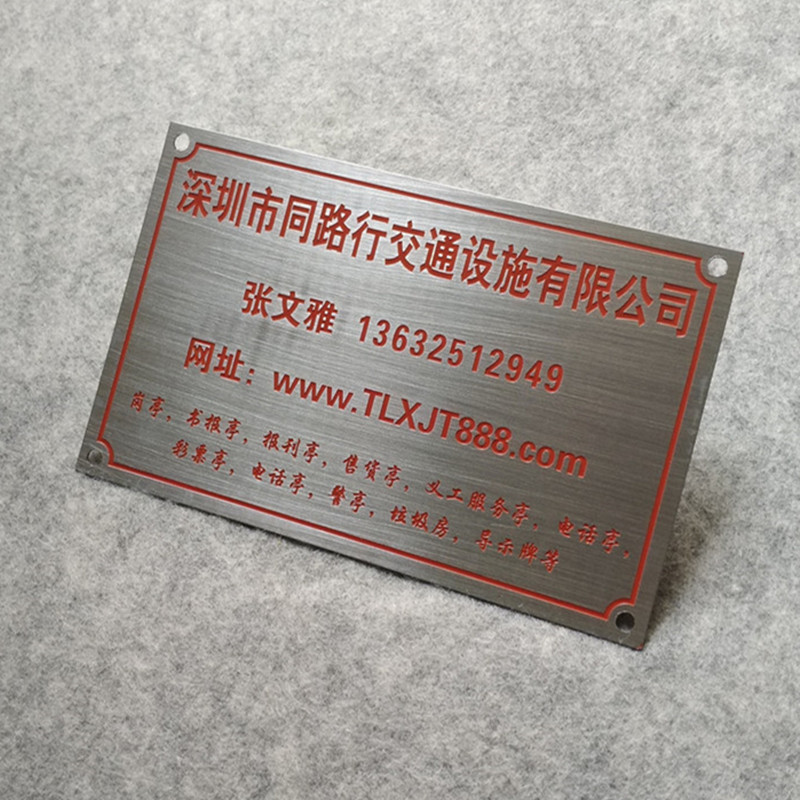 深圳市同路行交通设施有限公司
张文雅 13632512949
网址：www.TLXJT888.com
岗亭，书报亭，报刊亭，售货亭，义工服务亭，电话亭，
彩票亭，电话亭，警亭，垃圾房，导示牌等